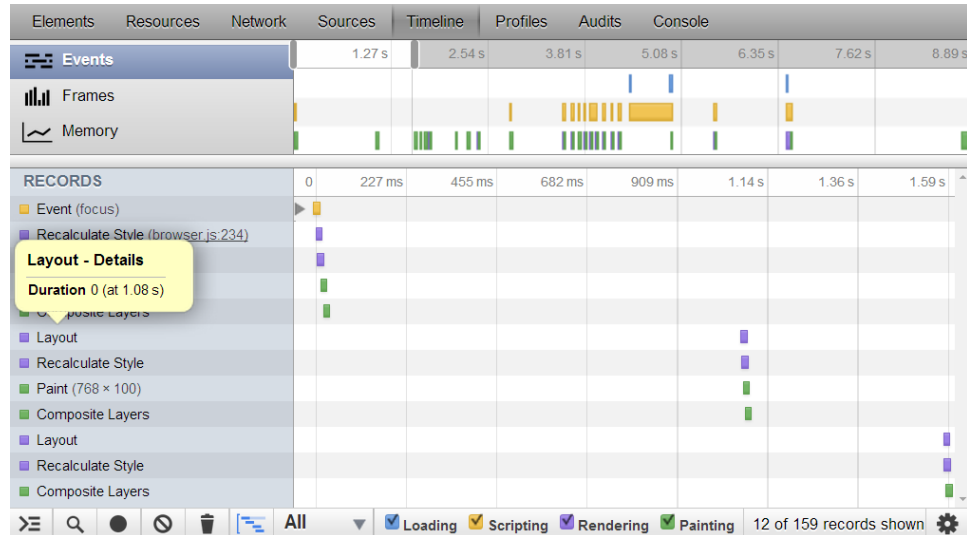 Elements Resources Network Sources Timeline Profiles Audits Console
Events
1.27 s 2.54 s 3.81 s 5.08 s 6.35 s 7.62 s 8.89 s
Frames
Memory
RECORDS
0 227 ms 455 ms 682 ms 909 ms 1.14 s 1.36 s 1.59 s
Event (focus)
Recalculate Style (browser.js:234)
Layout - Details
Duration 0 (at 1.08 s)
Composite Layers
Layout
Recalculate Style
Paint (768 × 100)
Composite Layers
Layout
Recalculate Style
Composite Layers
All Loading Scripting Rendering Painting 12 of 159 records shown